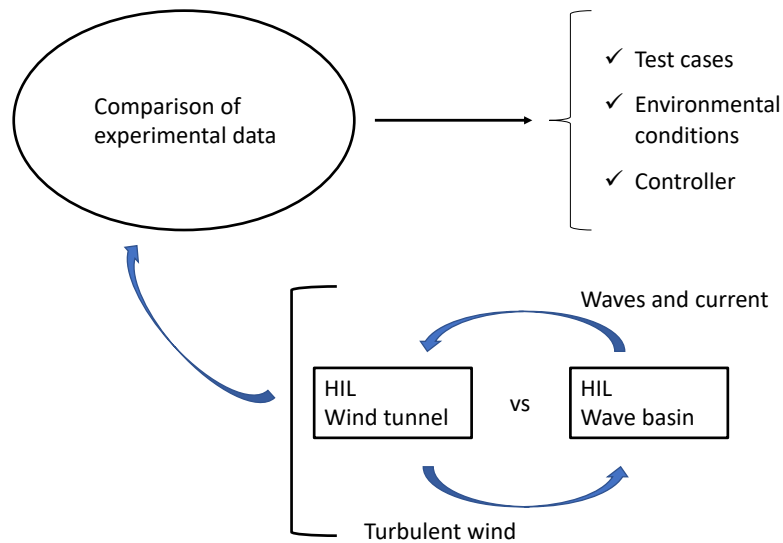 Comparison of
experimental data
✓ Test cases
✓ Environmental
conditions
✓ Controller
Waves and current
HIL
Wind tunnel
vs
HIL
Wave basin
Turbulent wind